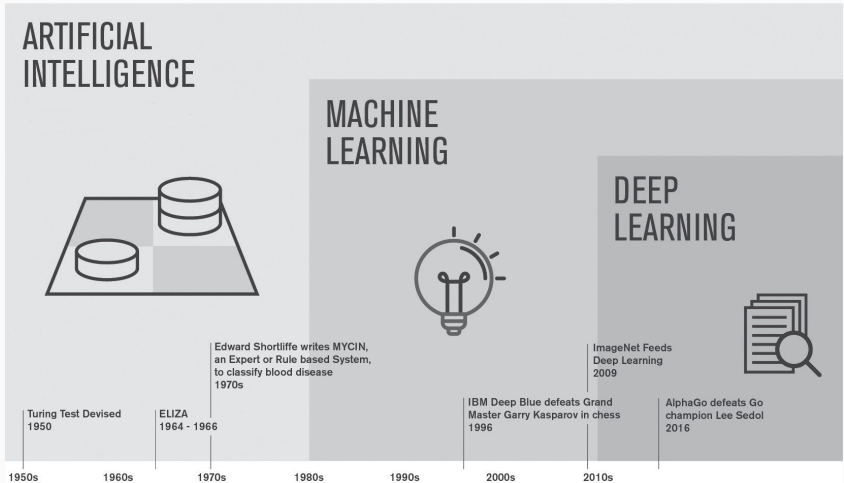 ARTIFICIAL
INTELLIGENCE
MACHINE
LEARNING
DEEP
LEARNING
Edward Shortliffe writes MYCIN,
an Expert or Rule based System,
to classify blood disease
1970s
ImageNet Feeds
Deep Learning
2009
Turing Test Devised
1950
ELIZA
1964 - 1966
IBM Deep Blue defeats Grand
Master Garry Kasparov in chess
1996
AlphaGo defeats Go
champion Lee Sedol
2016
1950s
1960s
1970s
1980s
1990s
2000s
2010s